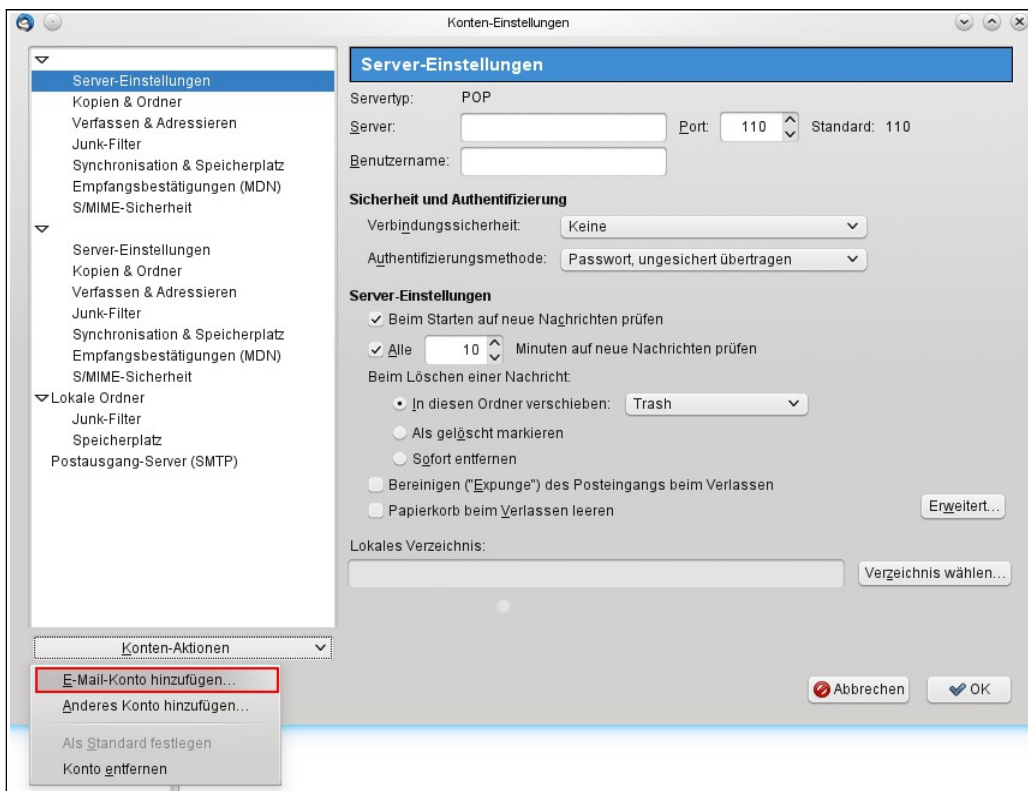 Konten-Einstellungen
Server-Einstellungen
Kopien & Ordner
Verfassen & Adressieren
Junk-Filter
Synchronisation & Speicherplatz
Empfangsbestätigungen (MDN)
S/MIME-Sicherheit
Server-Einstellungen
Kopien & Ordner
Verfassen & Adressieren
Junk-Filter
Synchronisation & Speicherplatz
Empfangsbestätigungen (MDN)
S/MIME-Sicherheit
Lokale Ordner
Junk-Filter
Speicherplatz
Postausgang-Server (SMTP)
Konten-Aktionen
E-Mail-Konto hinzufügen...
Anderes Konto hinzufügen...
Als Standard festlegen
Konto entfernen
Server-Einstellungen
Servertyp: POP
Server: Port: 110 Standard: 110
Benutzername:
Sicherheit und Authentifizierung
Verbindungssicherheit: Keine
Authentifizierungsmethode: Passwort, ungesichert übertragen
Server-Einstellungen
Beim Starten auf neue Nachrichten prüfen
Alle 10 Minuten auf neue Nachrichten prüfen
Beim Löschen einer Nachricht:
In diesen Ordner verschieben: Trash
Als gelöscht markieren
Sofort entfernen
Bereinigen ("Expunge") des Posteingangs beim Verlassen
Papierkorb beim Verlassen leeren
Erweitert...
Lokales Verzeichnis:
Verzeichnis wählen...
Abbrechen
OK